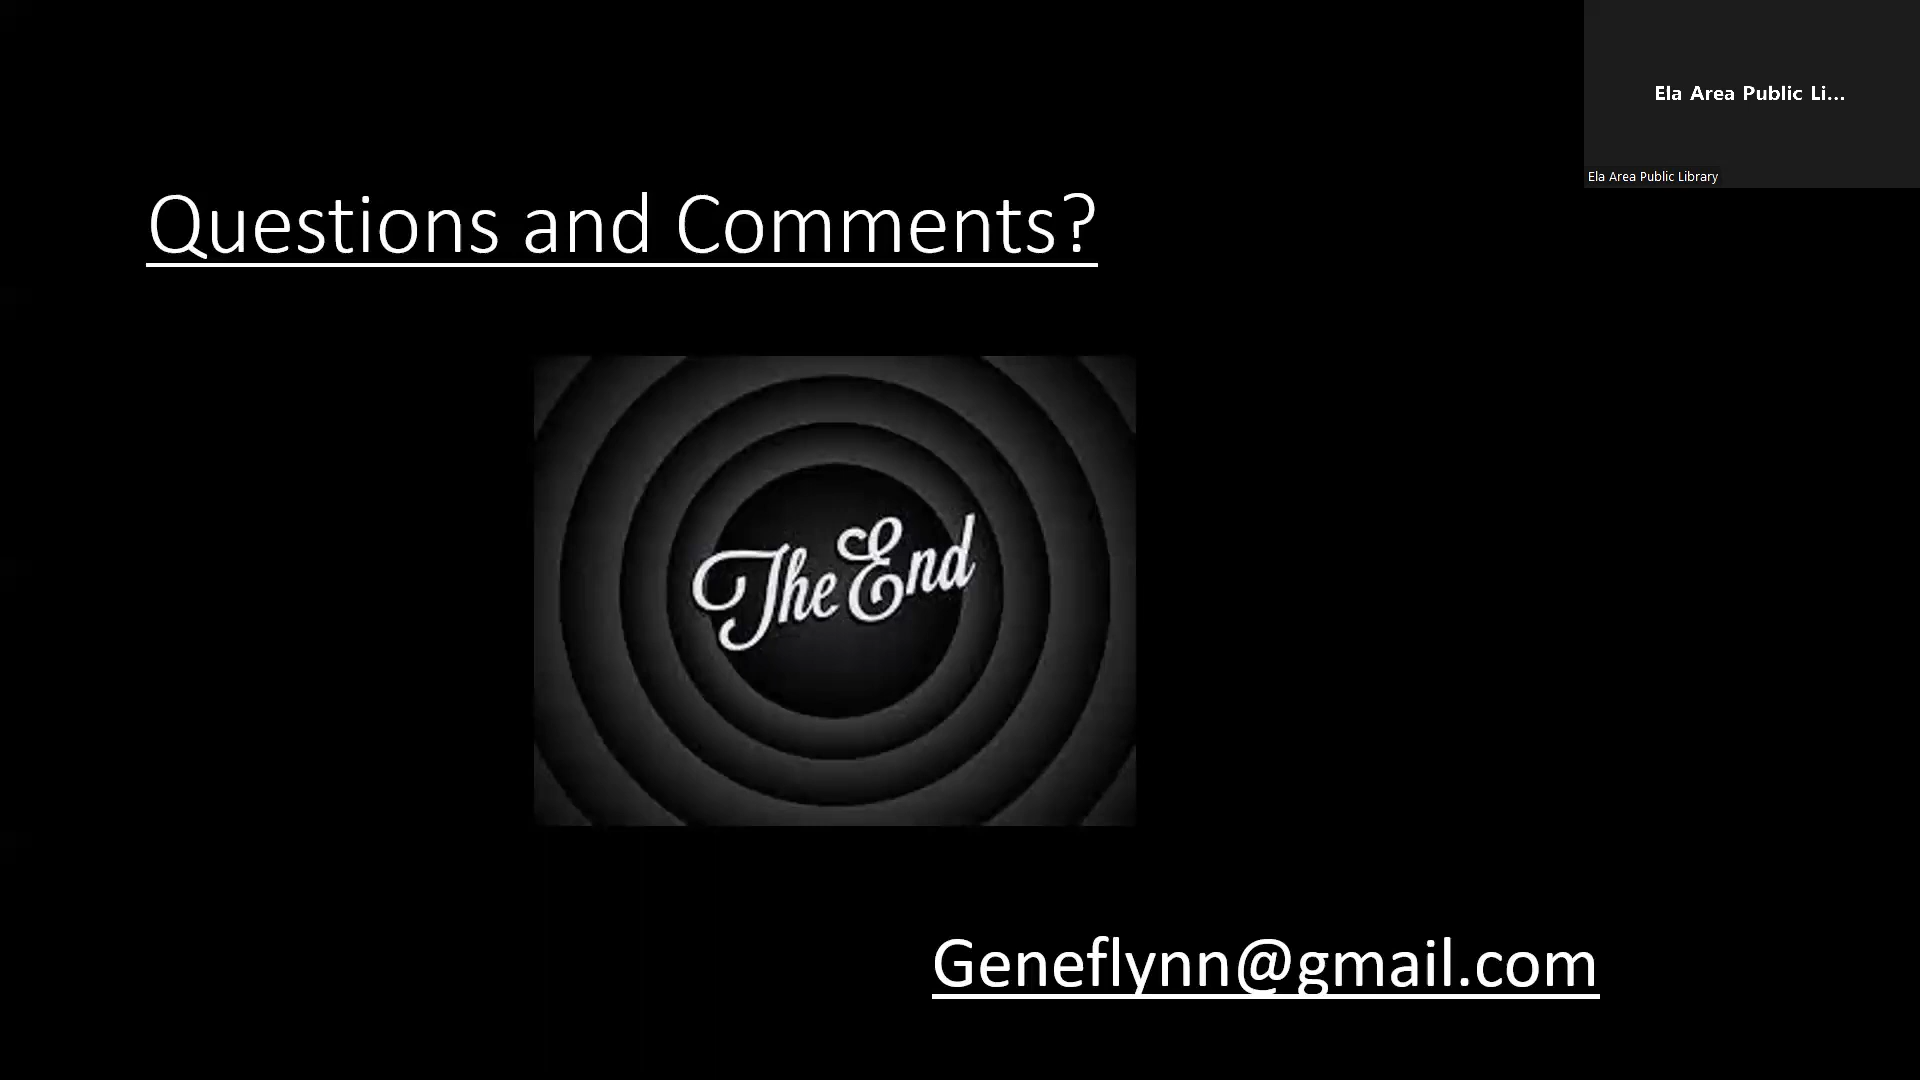 Ela Area Public Li...
Ela Area Public Library
Questions and Comments?
The End
Geneflynn@gmail.com